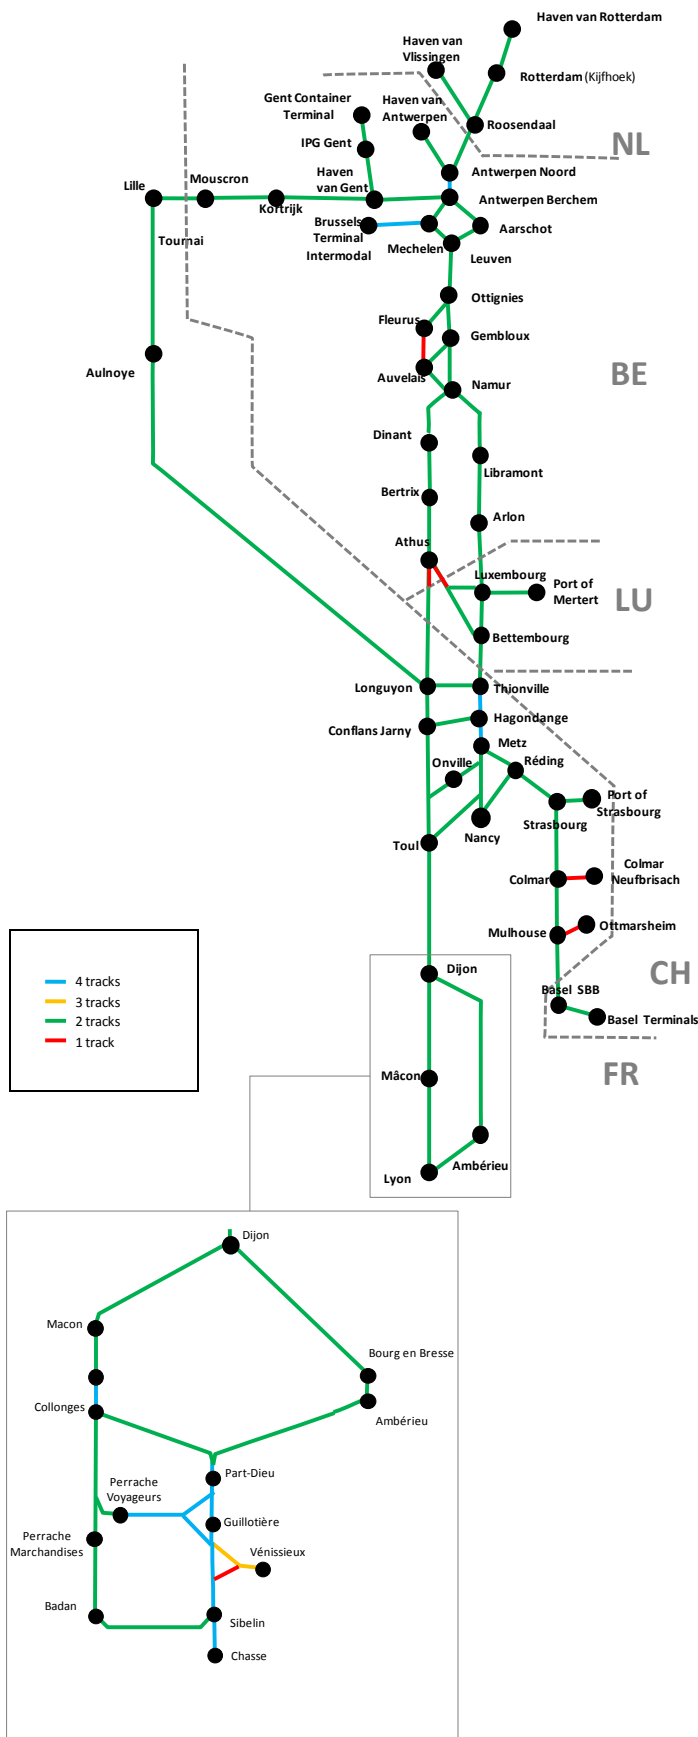 Haven van Rotterdam
Haven van
Vlissingen
Rotterdam (Kijfhoek)
Gent Container
Terminal
Haven van
Antwerpen
Roosendaal
NL
IPG Gent
Haven
van Gent
Antwerpen Noord
Lille
Mouscron
Kortrijk
Antwerpen Berchem
Brussels
Terminal
Intermodal
Aarschot
Tournai
Mechelen
Leuven
Ottignies
Fleurus
Gembloux
Aulnoye
Auvelais
Namur
BE
Dinant
Libramont
Bertrix
Arlon
Athus
Luxembourg
Port of
Mertert
LU
Bettembourg
Longuyon
Thionville
Hagondange
Conflans Jarny
Metz
Onville
Réding
Port of
Strasbourg
Strasbourg
Nancy
Toul
Colmar
Colmar
Neufbrisach
Mulhouse
Ottmarsheim
CH
Dijon
Basel SBB
Basel Terminals
FR
4 tracks
3 tracks
2 tracks
1 track
Mâcon
Ambérieu
Lyon
Dijon
Macon
Bourg en Bresse
Collonges
Ambérieu
Part-Dieu
Perrache
Voyageurs
Guillotière
Perrache
Marchandises
Vénissieux
Badan
Sibelin
Chasse